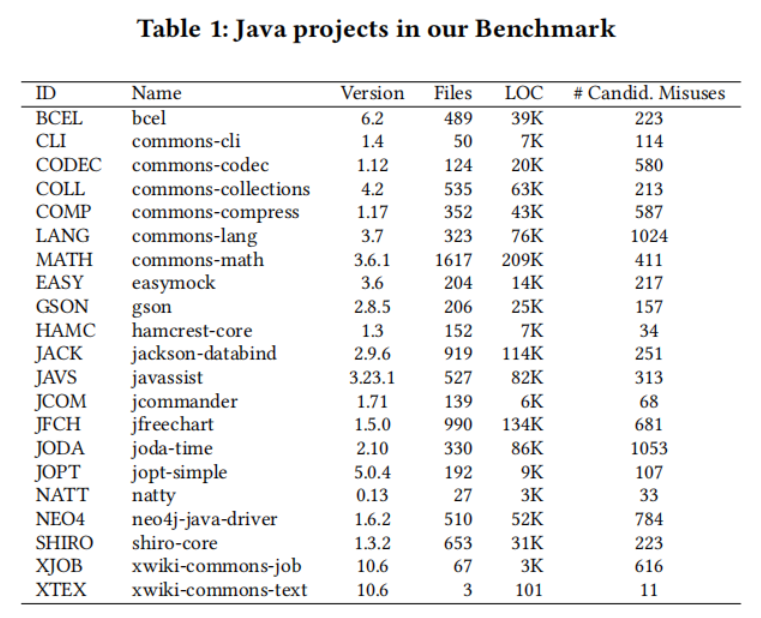 Table 1: Java projects in our Benchmark
ID Name Version Files LOC # Candid. Misuses
BCEL bcel 6.2 489 39K 223
CLI commons-cli 1.4 50 7K 114
CODEC commons-codec 1.12 124 20K 580
COLL commons-collections 4.2 535 63K 213
COMP commons-compress 1.17 352 43K 587
LANG commons-lang 3.7 323 76K 1024
MATH commons-math 3.6.1 1617 209K 411
EASY easymock 3.6 204 14K 217
GSON gson 2.8.5 206 25K 157
HAMC hamcrest-core 1.3 152 7K 34
JACK jackson-databind 2.9.6 919 114K 251
JAVS javassist 3.23.1 527 82K 313
JCOM jcommander 1.71 139 6K 68
JFCH jfreechart 1.5.0 990 134K 681
JODA joda-time 2.10 330 86K 1053
JOPT jopt-simple 5.0.4 192 9K 107
NATT natty 0.13 27 3K 33
NEO4 neo4j-java-driver 1.6.2 510 52K 784
SHIRO shiro-core 1.3.2 653 31K 223
XJOB xwiki-commons-job 10.6 67 3K 616
XTEX xwiki-commons-text 10.6 3 101 11